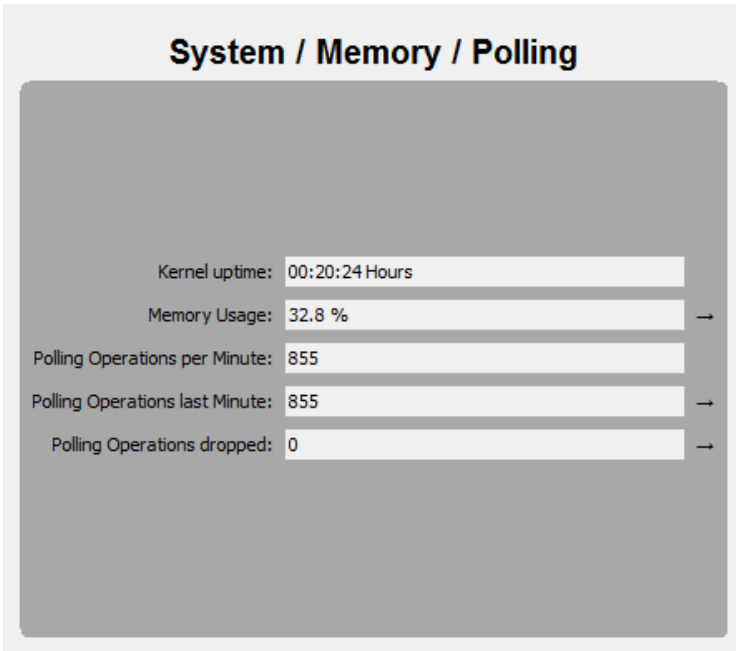 System / Memory / Polling
Kernel uptime: 00:20:24 Hours
Memory Usage: 32.8 % →
Polling Operations per Minute: 855
Polling Operations last Minute: 855 →
Polling Operations dropped: 0 →